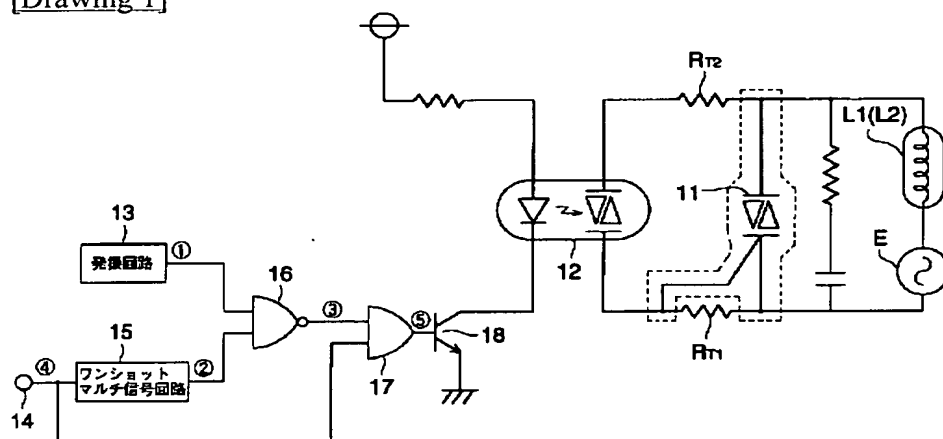 [Drawing 1]
RT2
L1(L2)
11
13
発振回路
①
16
12
E
③
⑤
18
15
④
ワンショット
マルチ信号回路
②
17
RT1
14